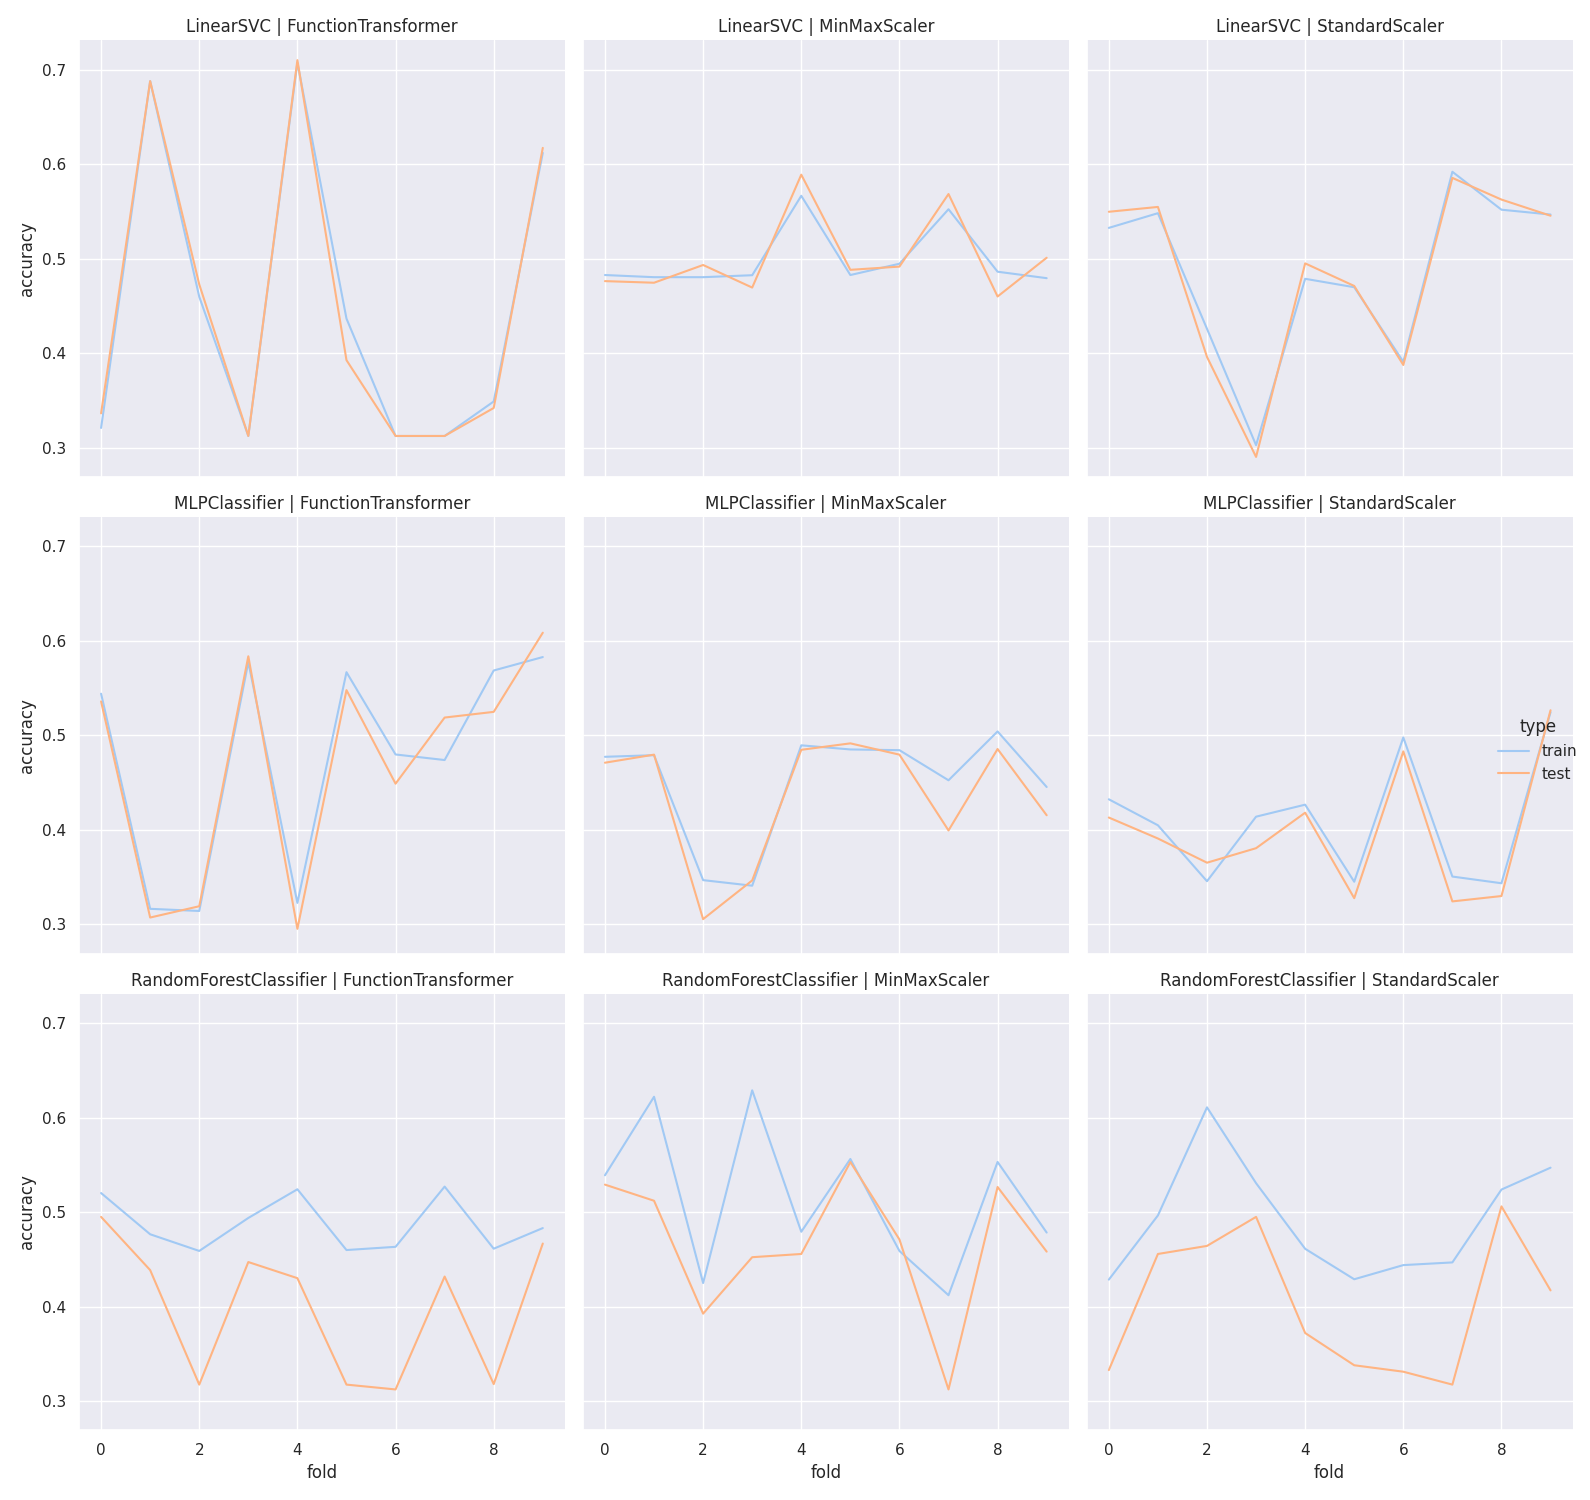 LinearSVC | FunctionTransformer
LinearSVC | MinMaxScaler
LinearSVC | StandardScaler
0.7
0.6
0.5
0.4
0.3
accuracy
MLPClassifier | FunctionTransformer
MLPClassifier | MinMaxScaler
MLPClassifier | StandardScaler
0.7
0.6
0.5
0.4
0.3
accuracy
type
train
test
RandomForestClassifier | FunctionTransformer
RandomForestClassifier | MinMaxScaler
RandomForestClassifier | StandardScaler
0.7
0.6
0.5
0.4
0.3
accuracy
0 2 4 6 8
0 2 4 6 8
0 2 4 6 8
fold
fold
fold